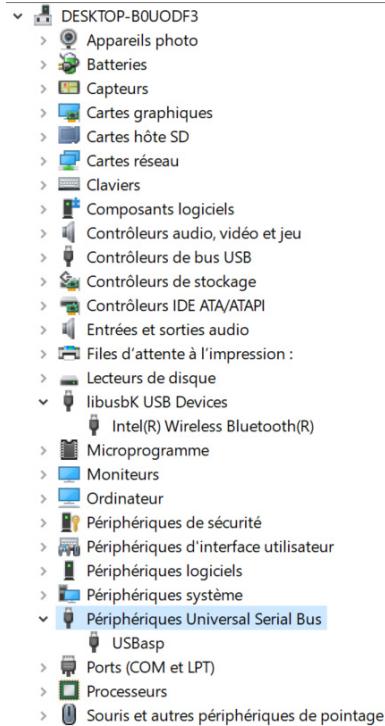 DESKTOP-B0UODF3
Appareils photo
Batteries
Capteurs
Cartes graphiques
Cartes hôte SD
Cartes réseau
Claviers
Composants logiciels
Contrôleurs audio, vidéo et jeu
Contrôleurs de bus USB
Contrôleurs de stockage
Contrôleurs IDE ATA/ATAPI
Entrées et sorties audio
Files d'attente à l'impression :
Lecteurs de disque
libusbK USB Devices
Intel(R) Wireless Bluetooth(R)
Microprogramme
Moniteurs
Ordinateur
Périphériques de sécurité
Périphériques d'interface utilisateur
Périphériques logiciels
Périphériques système
Périphériques Universal Serial Bus
USBasp
Ports (COM et LPT)
Processeurs
Souris et autres périphériques de pointage